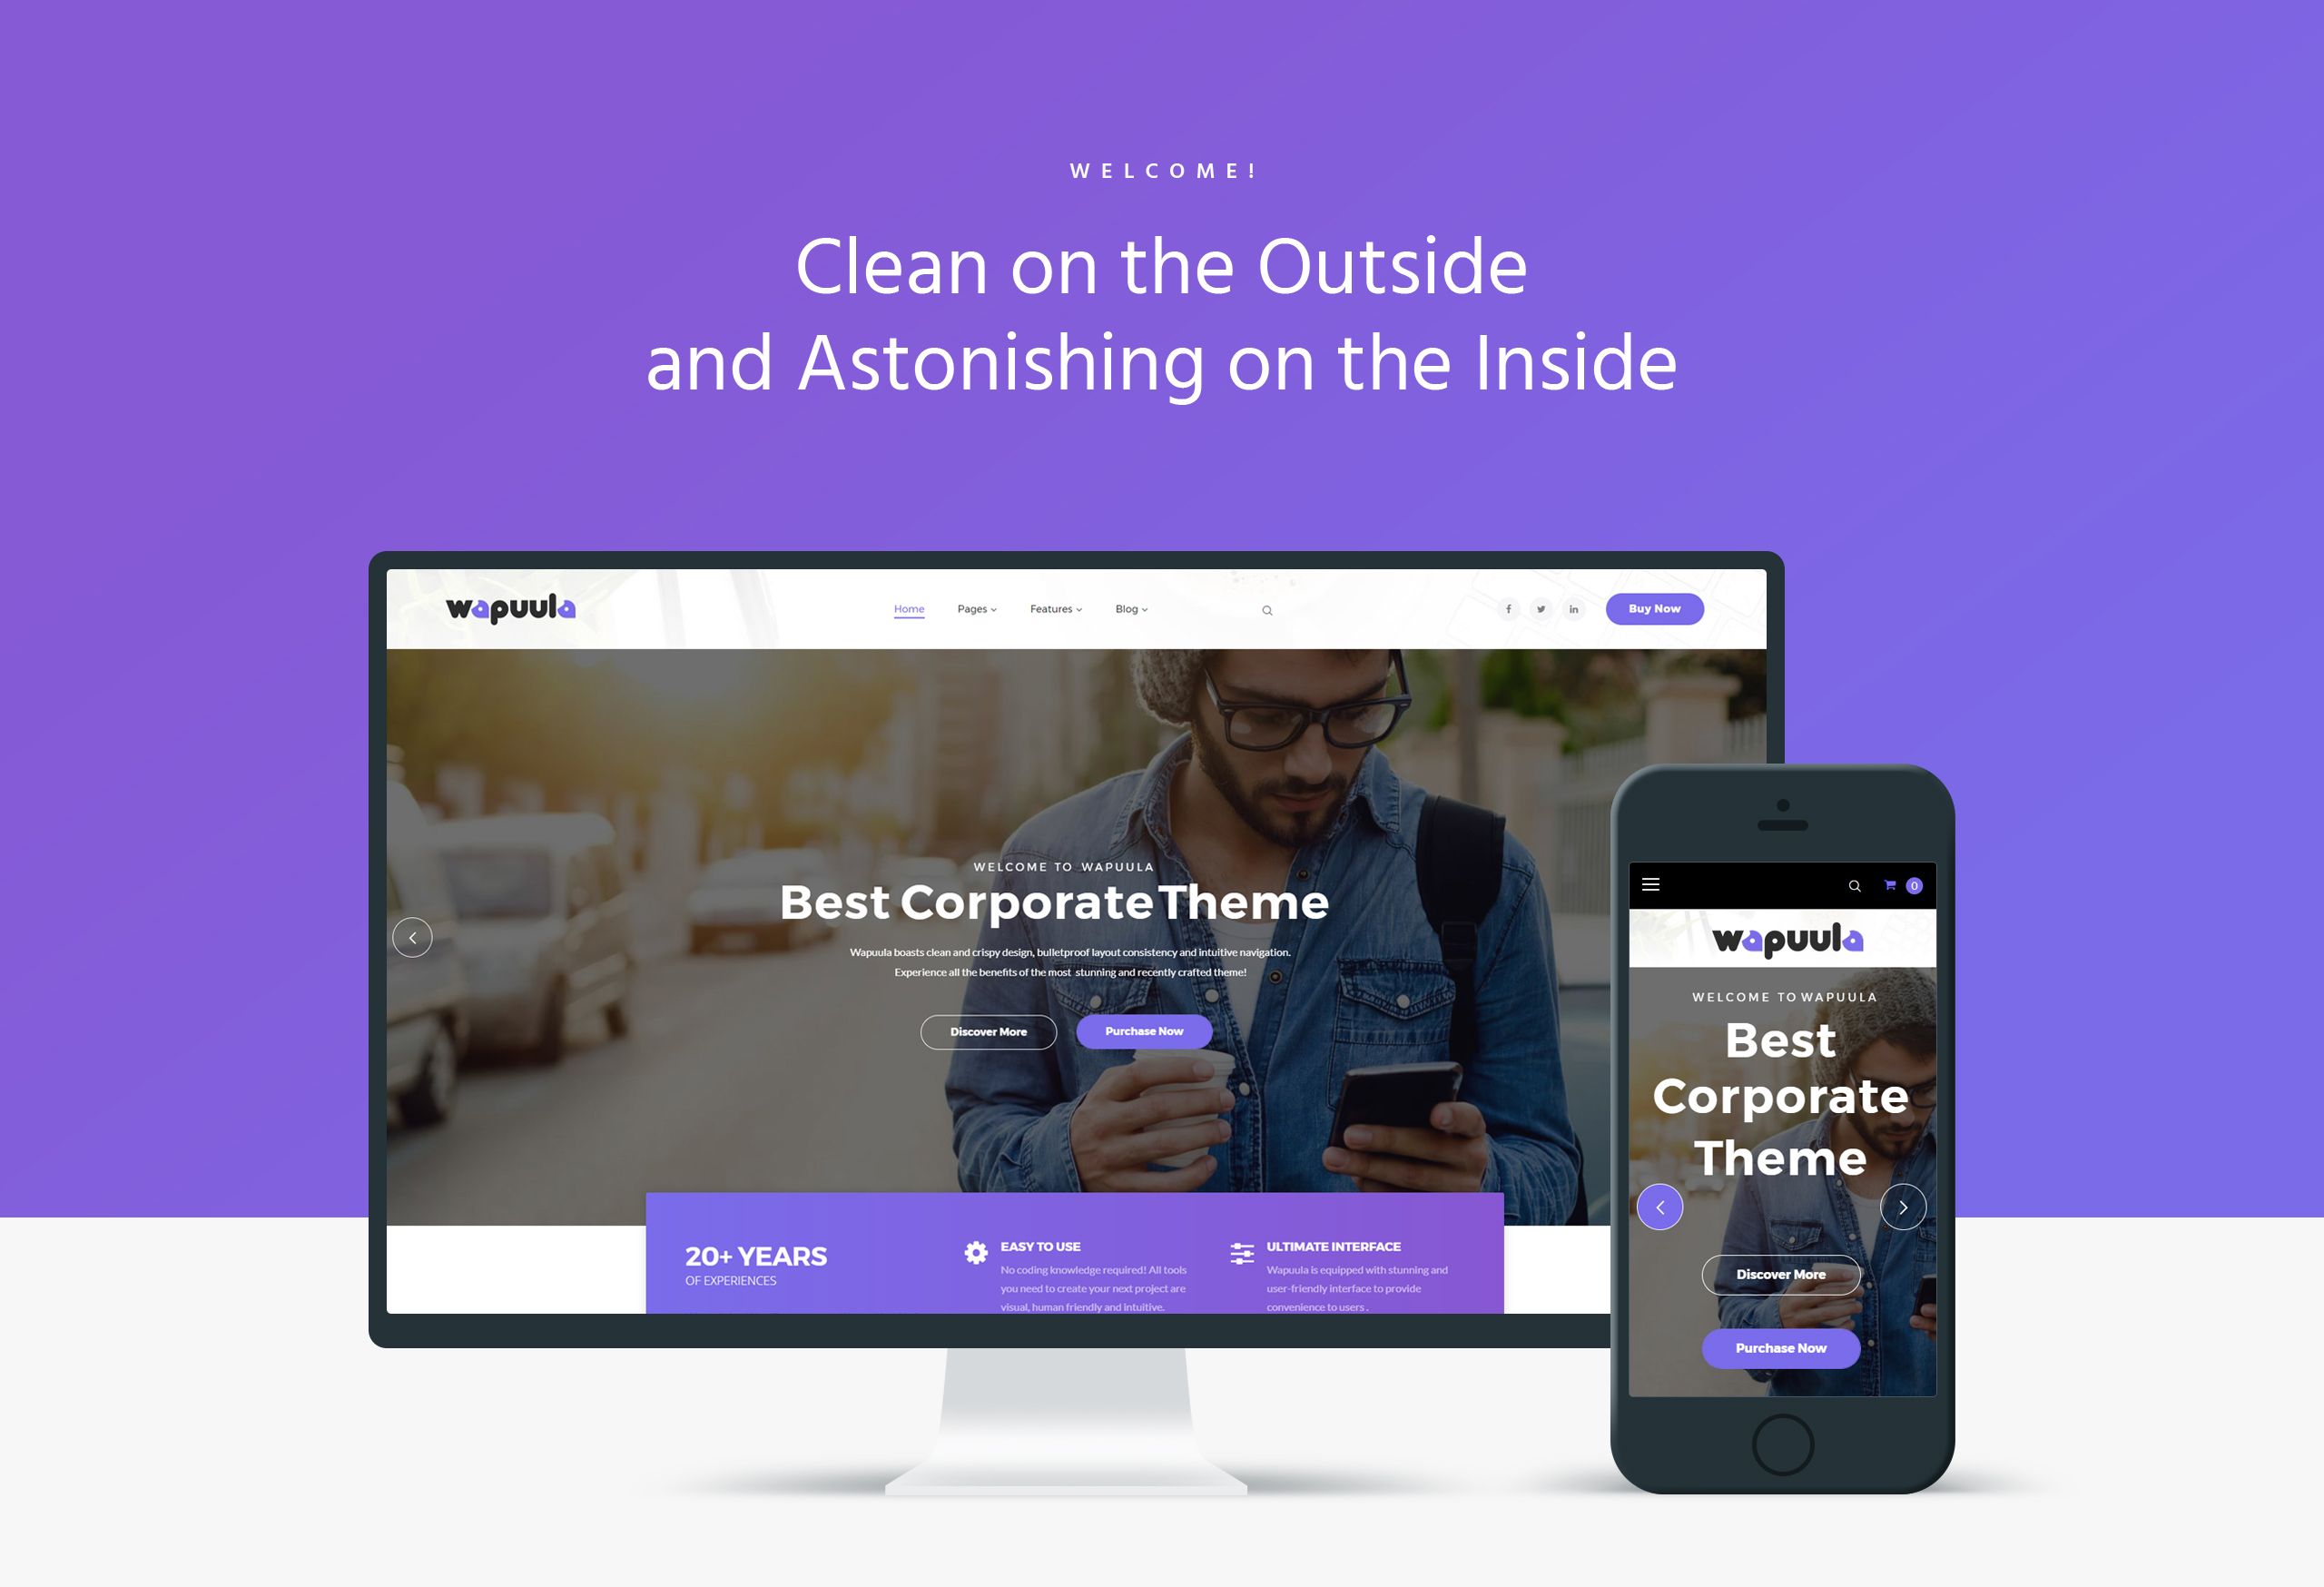 WELCOME!
Clean on the Outside
and Astonishing on the Inside
wapuula
Home
Pages
Features
Blog
Buy Now
WELCOME TO WAPUULA
Best Corporate Theme
Wapuula boasts clean and crispy design, bulletproof layout consistency and intuitive navigation.
Experience all the benefits of the most stunning and recently crafted theme!
Discover More
Purchase Now
20+ YEARS
OF EXPERIENCES
EASY TO USE
No coding knowledge required! All tools
you need to create your next project are
visual, human friendly and intuitive.
ULTIMATE INTERFACE
Wapuula is equipped with stunning and
user-friendly interface to provide
convenience to users .
0
wapuula
WELCOME TO WAPUULA
Best
Corporate
Theme
Discover More
Purchase Now